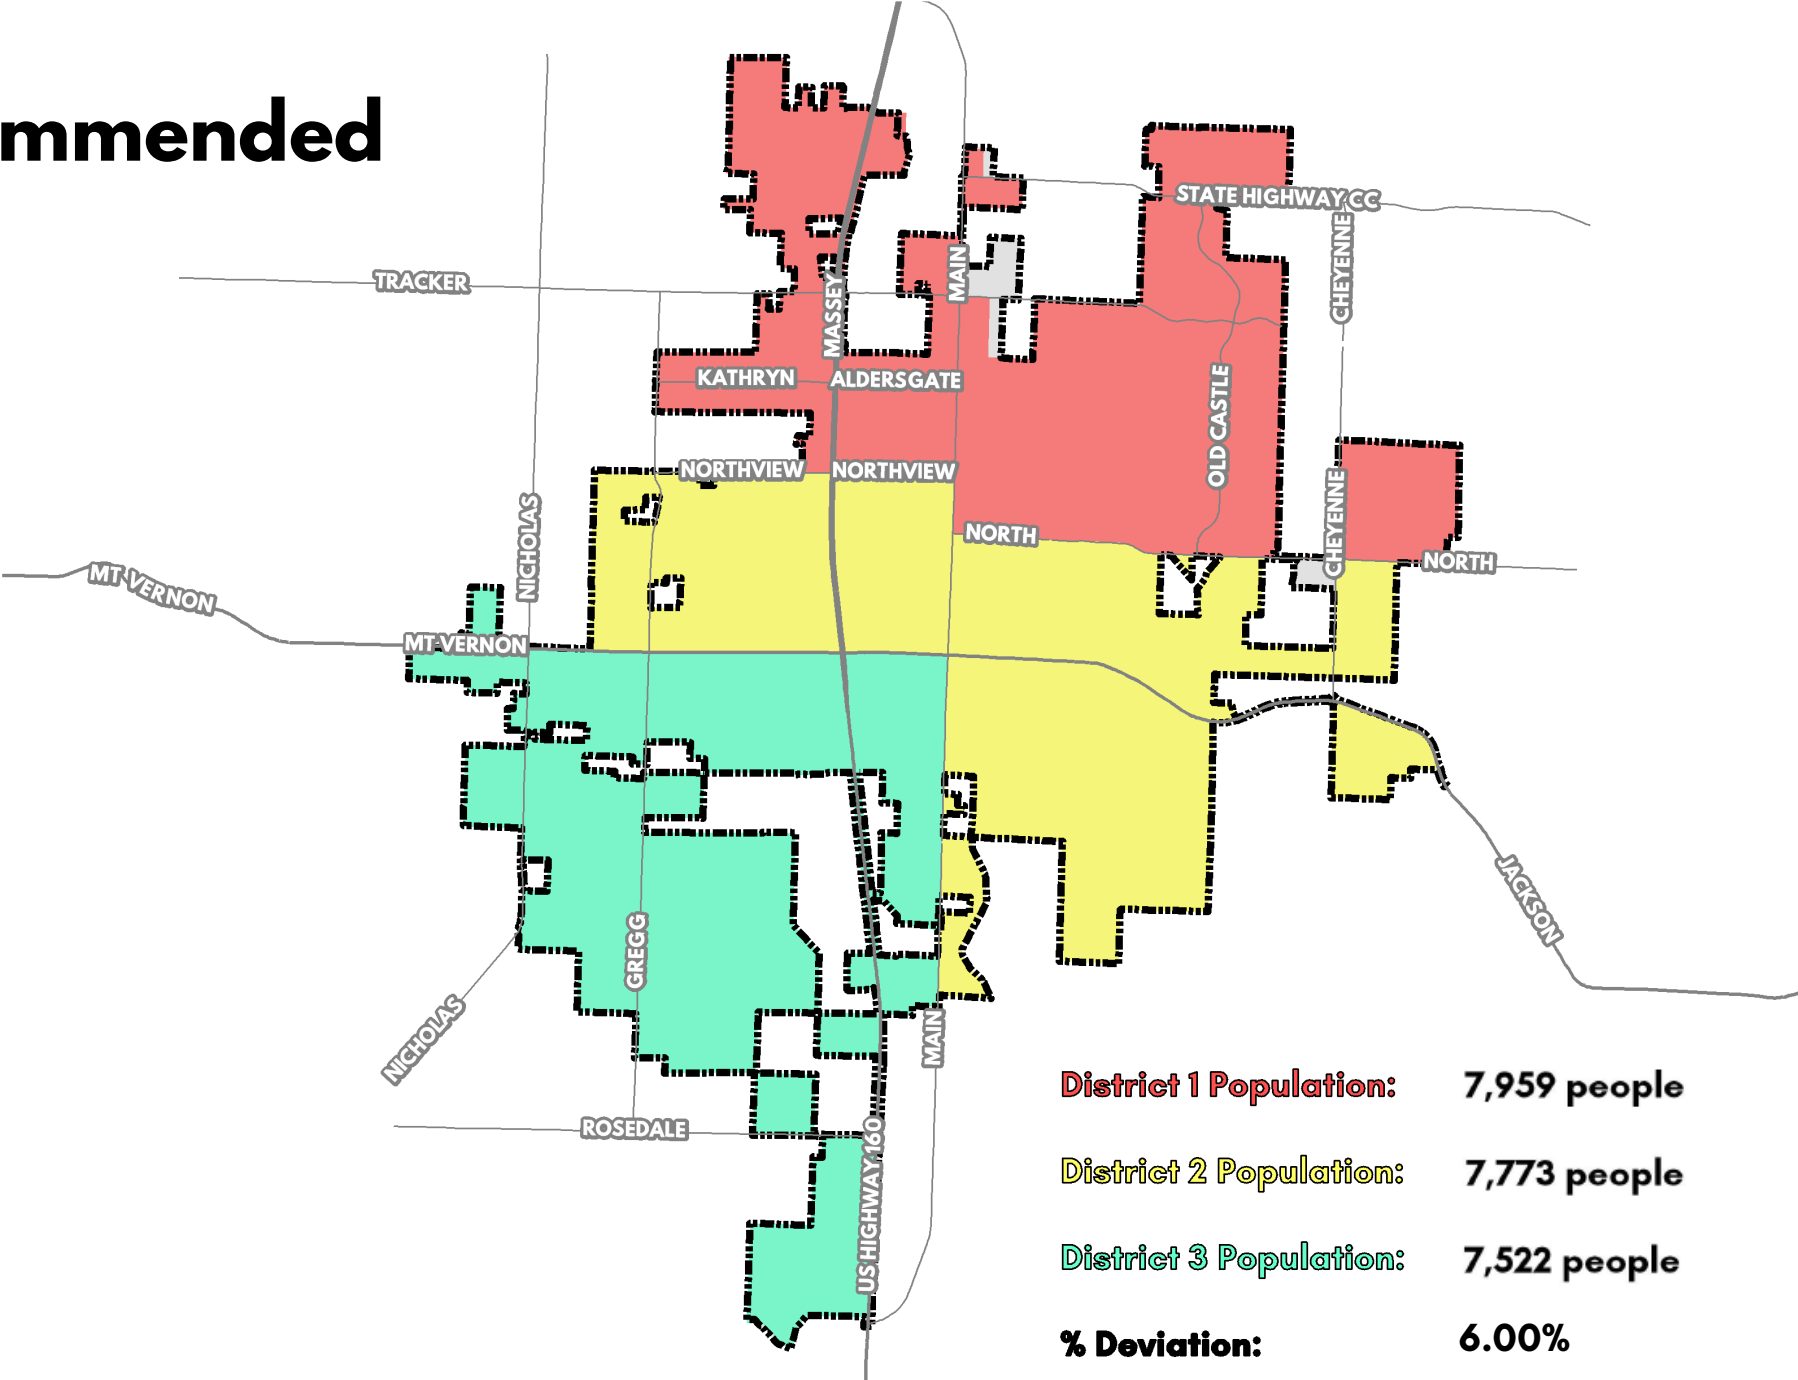 mmended
STATE HIGHWAY CC
CHEYENNE
TRACKER
MAIN
MASSEY
KATHRYN
ALDERSGATE
OLD CASTLE
NORTHVIEW
NORTHVIEW
NICHOLAS
CHEYENNE
NORTH
NORTH
MT VERNON
MT VERNON
JACKSON
GREGG
NICHOLAS
MAIN
ROSEDALE
US HIGHWAY 160
District 1 Population: 7,959 people
District 2 Population: 7,773 people
District 3 Population: 7,522 people
% Deviation: 6.00%